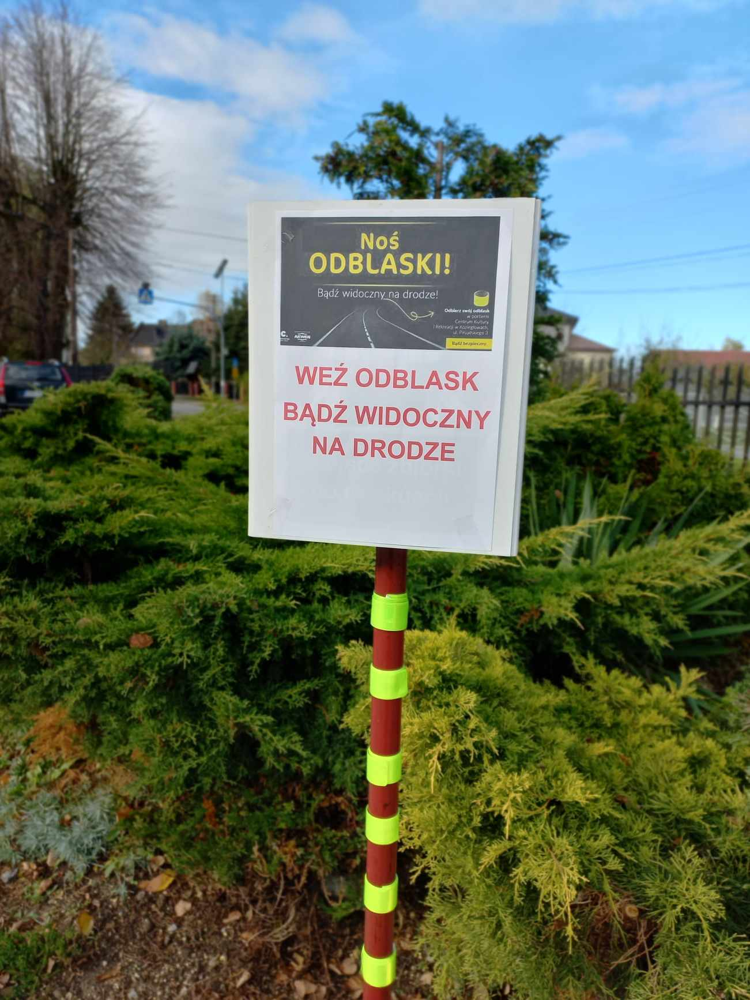 Noś
ODBLASKI!
Bądź widoczny na drodze!
Odbierz swój odblask
w portierni
Centrum Kultury
i Rekreacji w Koziegłowach,
ul. Piłsudskiego 3
Bądź bezpieczny.
C.
AKWEN
WEŹ ODBLASK
BĄDŹ WIDOCZNY
NA DRODZE